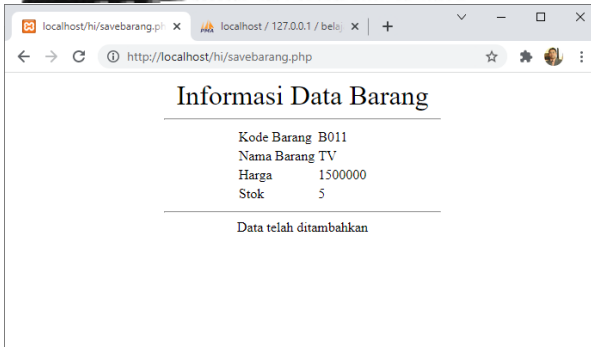 localhost/hi/savebarang.ph
localhost / 127.0.0.1 / bela
http://localhost/hi/savebarang.php
Informasi Data Barang
Kode Barang B011
Nama Barang TV
Harga 1500000
Stok 5
Data telah ditambahkan